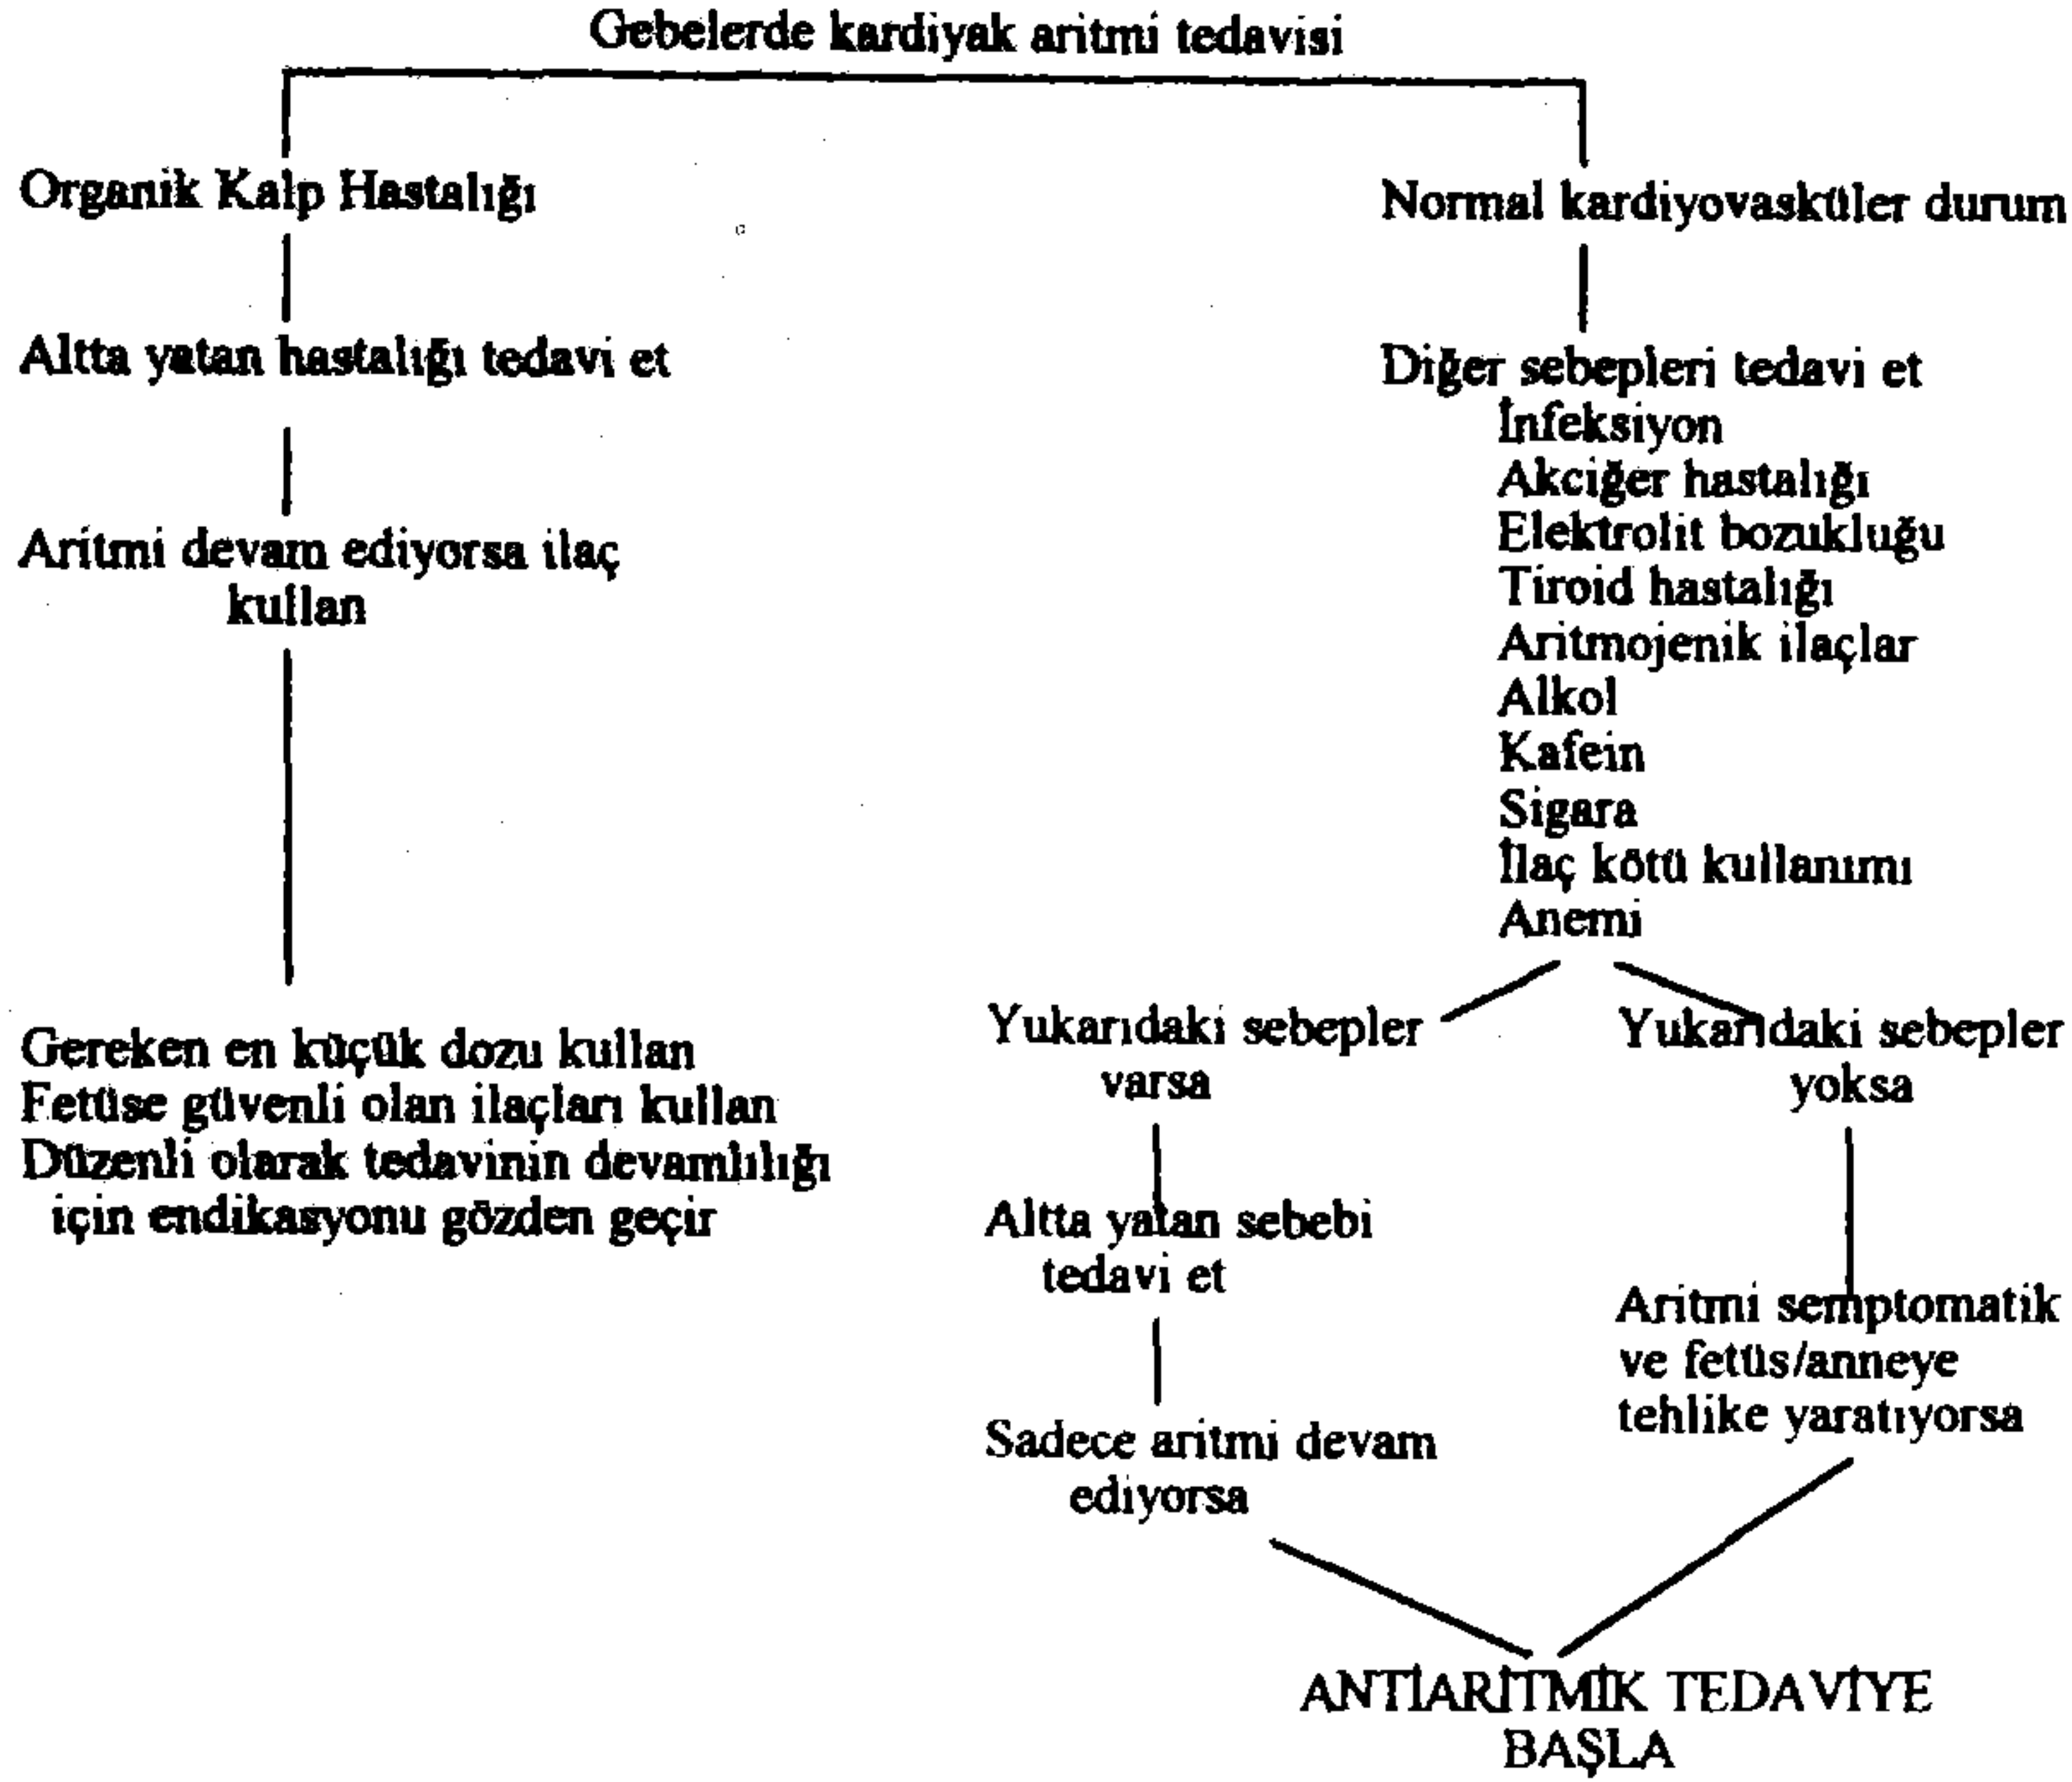 Gebelerde kardiyak aritmi tedavisi
Organik Kalp Hastalığı
Altta yatan hastalığı tedavi et
Aritmi devam ediyorsa ilaç
kullan
Gereken en küçük dozu kullan
Fetüse güvenli olan ilaçları kullan
Düzenli olarak tedavinin devamlılığı
için endikasyonu gözden geçir
Normal kardiyovasküler durum
Diğer sebepleri tedavi et
İnfeksiyon
Akciğer hastalığı
Elektrolit bozukluğu
Tiroid hastalığı
Aritmojenik ilaçlar
Alkol
Kafein
Sigara
İlaç kötü kullanımı
Anemi
Yukarıdaki sebepler
varsa
Altta yatan sebebi
tedavi et
Sadece aritmi devam
ediyorsa
Yukarıdaki sebepler
yoksa
Aritmi semptomatik
ve fetüs/anneye
tehlike yaratıyorsa
ANTİARİTMİK TEDAVİYE
BAŞLA